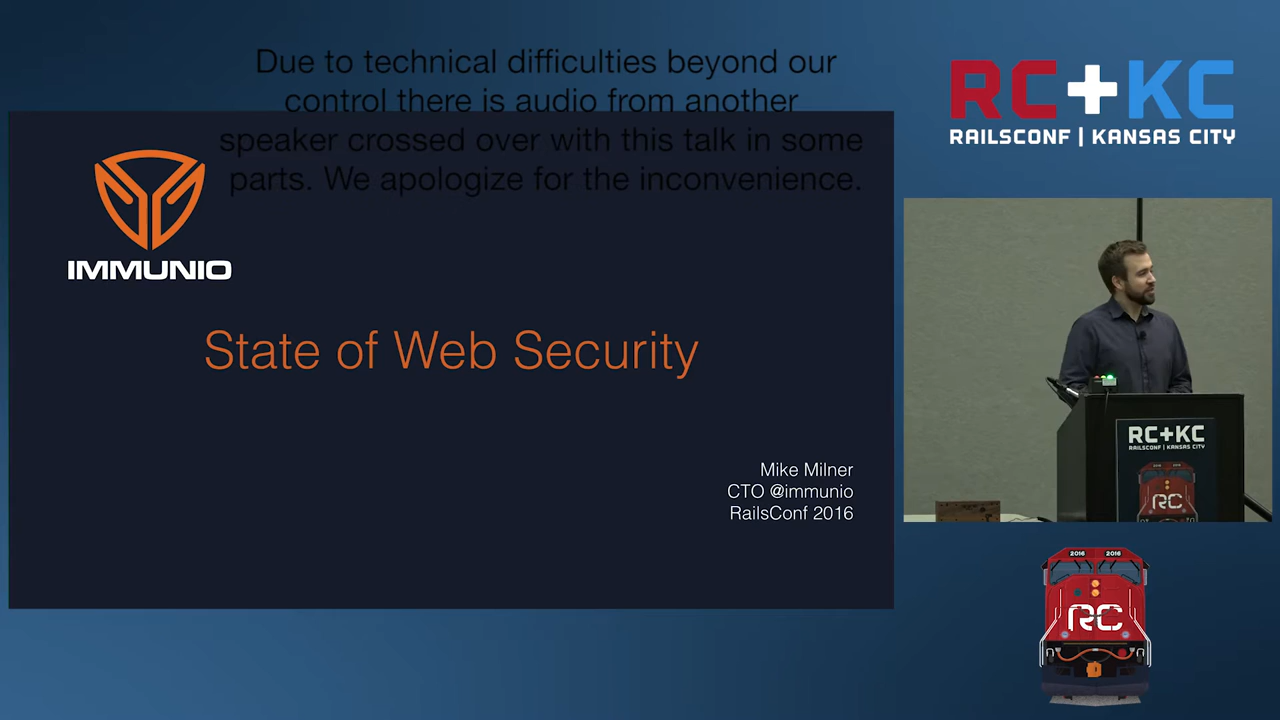 Due to technical difficulties beyond our
control there is audio from another
speaker crossed over with this talk in some
parts. We apologize for the inconvenience.
RC+KC
RAILSCONF | KANSAS CITY
IMMUNIO
State of Web Security
Mike Milner
CTO @immunio
RailsConf 2016
RC+KC
RAILSCONF | KANSAS CITY
RC
2016 2016
RC